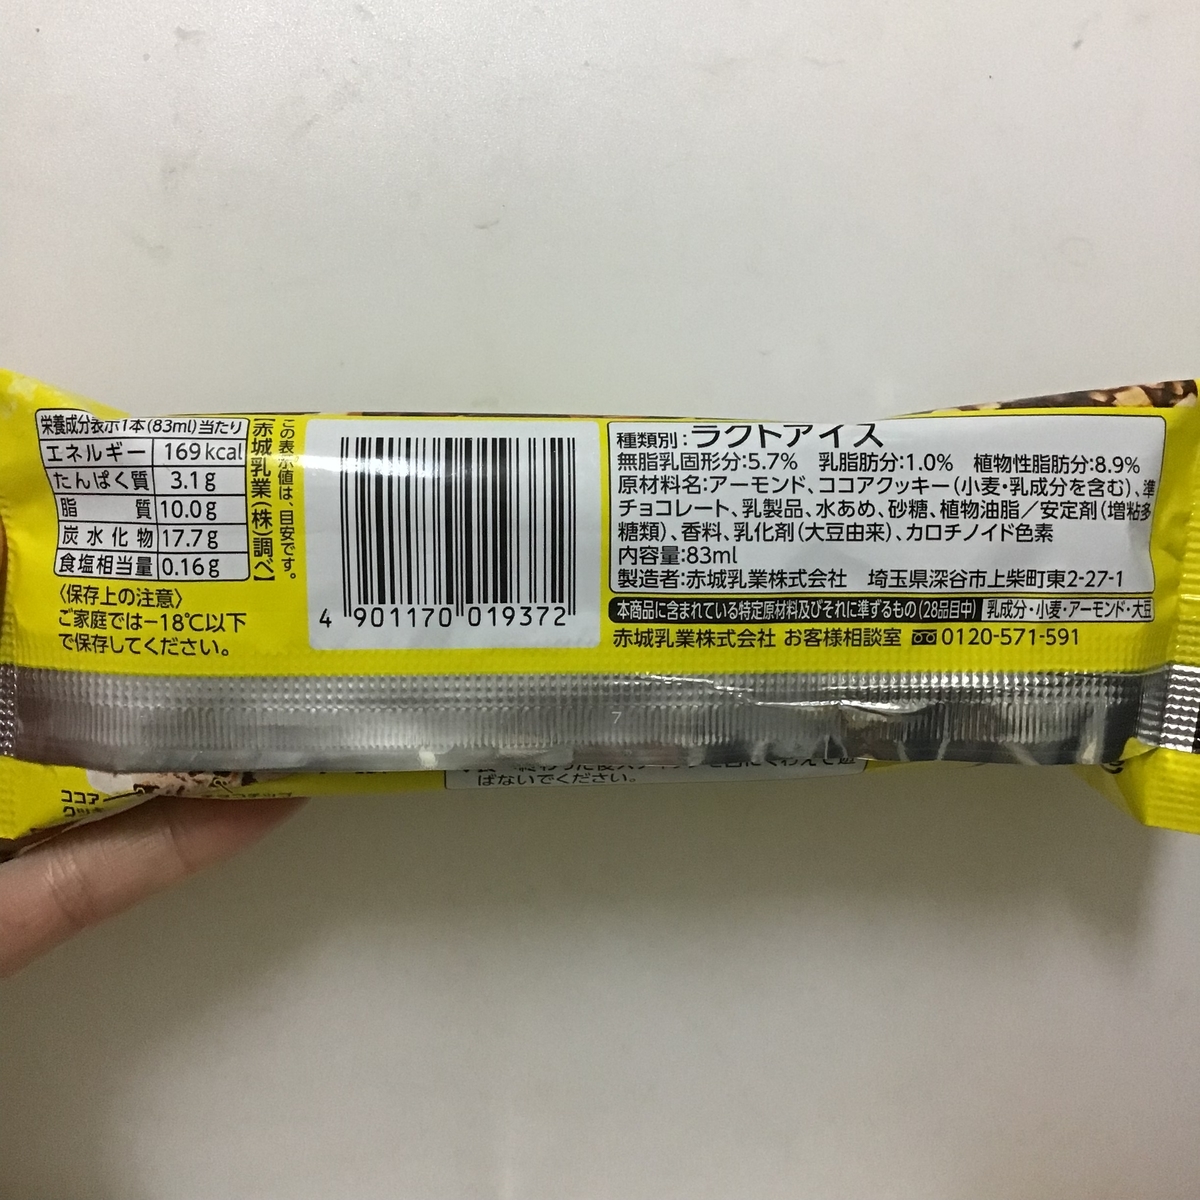 栄養成分表示1本(83ml)当たり
エネルギー 169kcal
たんぱく質 3.1g
脂質 10.0g
炭水化物 17.7g
食塩相当量 0.16g
この表示値は、目安です。
【赤城乳業(株)調べ】
〈保存上の注意〉
ご家庭では−18℃以下
で保存してください。
4 901170 019372
種類別:ラクトアイス
無脂乳固形分:5.7% 乳脂肪分:1.0% 植物性脂肪分:8.9%
原材料名:アーモンド、ココアクッキー(小麦・乳成分を含む)、準
チョコレート、乳製品、水あめ、砂糖、植物油脂/安定剤(増粘多
糖類)、香料、乳化剤(大豆由来)、カロチノイド色素
内容量:83ml
製造者:赤城乳業株式会社 埼玉県深谷市上柴町東2-27-1
本商品に含まれている特定原材料及びそれに準ずるもの(28品目中) 乳成分・小麦・アーモンド・大豆
赤城乳業株式会社 お客様相談室 0120-571-591
7
ばないでください。
ココア